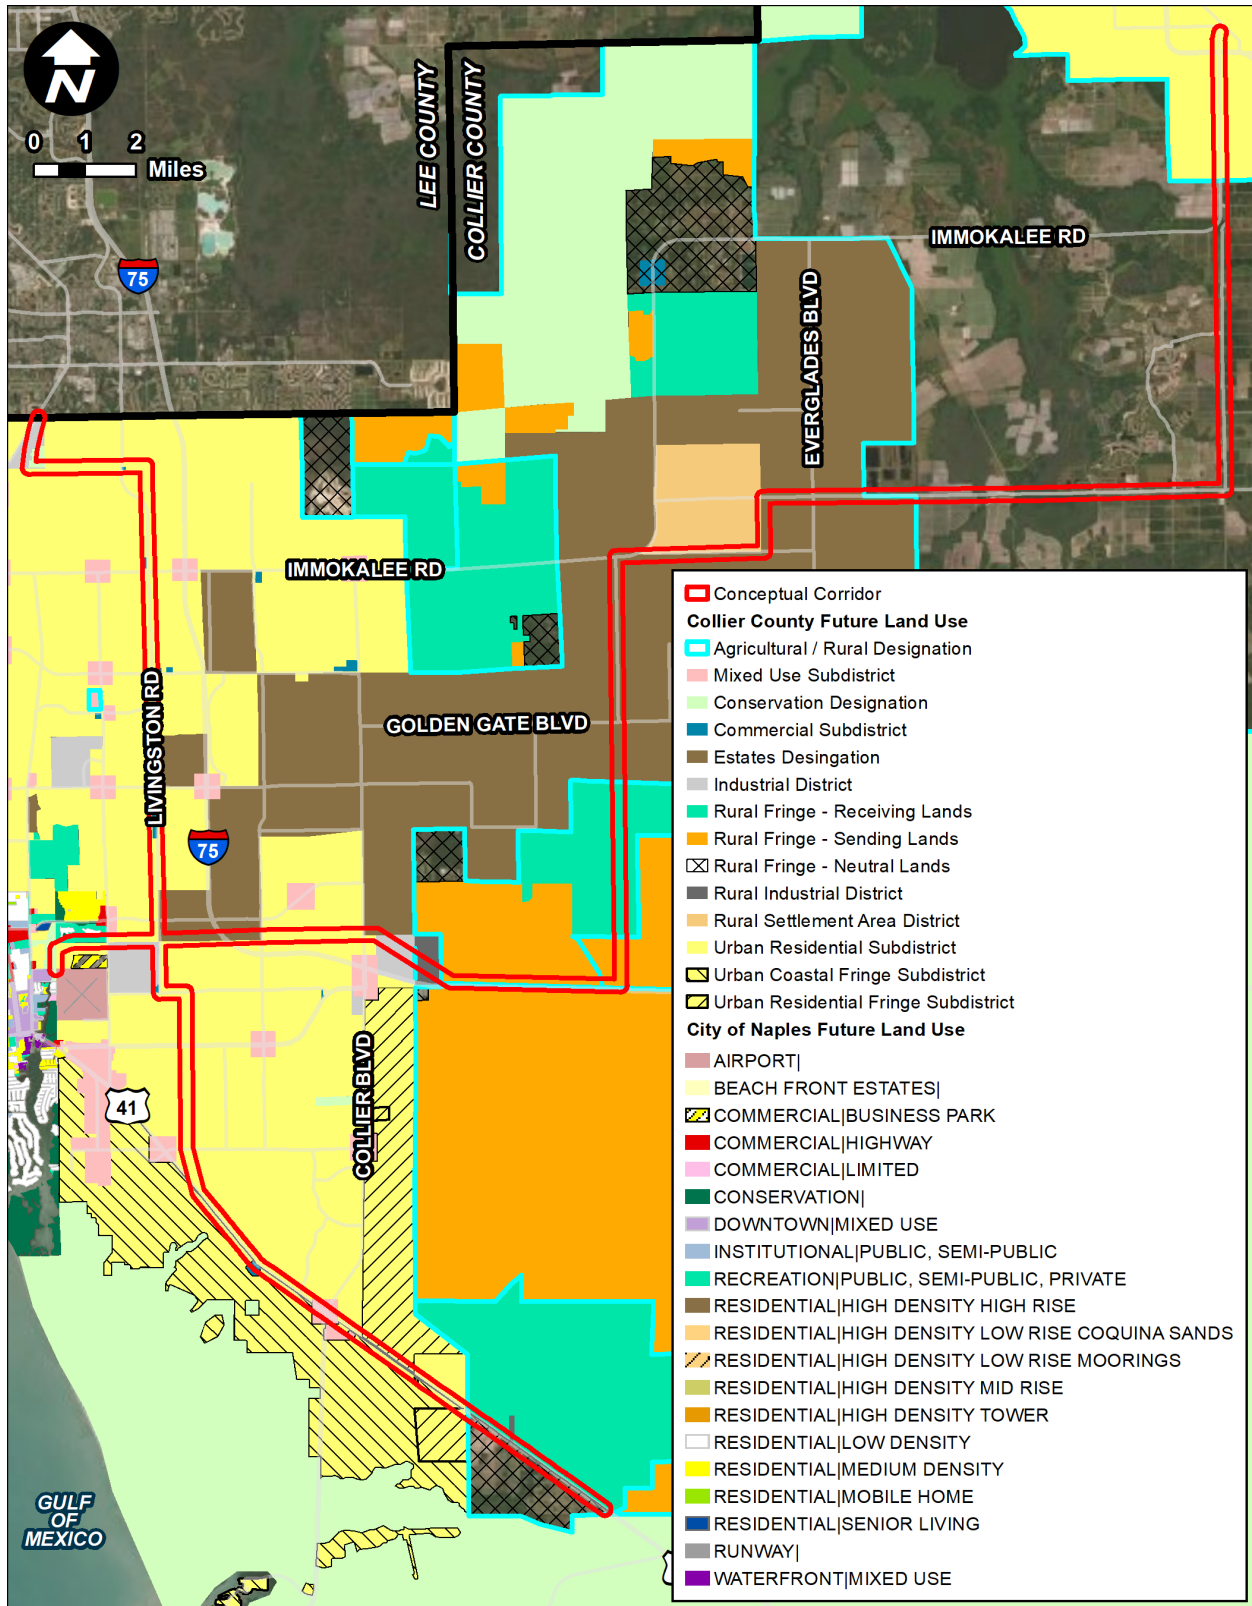 N
0 1 2
Miles
LEE COUNTY
COLLIER COUNTY
75
IMMOKALEE RD
EVERGLADES BLVD
IMMOKALEE RD
LIVINGSTON RD
GOLDEN GATE BLVD
75
COLLIER BLVD
41
GULF
OF
MEXICO
Conceptual Corridor
Collier County Future Land Use
Agricultural / Rural Designation
Mixed Use Subdistrict
Conservation Designation
Commercial Subdistrict
Estates Desingation
Industrial District
Rural Fringe - Receiving Lands
Rural Fringe - Sending Lands
Rural Fringe - Neutral Lands
Rural Industrial District
Rural Settlement Area District
Urban Residential Subdistrict
Urban Coastal Fringe Subdistrict
Urban Residential Fringe Subdistrict
City of Naples Future Land Use
AIRPORT|
BEACH FRONT ESTATES|
COMMERCIAL|BUSINESS PARK
COMMERCIAL|HIGHWAY
COMMERCIAL|LIMITED
CONSERVATION|
DOWNTOWN|MIXED USE
INSTITUTIONAL|PUBLIC, SEMI-PUBLIC
RECREATION|PUBLIC, SEMI-PUBLIC, PRIVATE
RESIDENTIAL|HIGH DENSITY HIGH RISE
RESIDENTIAL|HIGH DENSITY LOW RISE COQUINA SANDS
RESIDENTIAL|HIGH DENSITY LOW RISE MOORINGS
RESIDENTIAL|HIGH DENSITY MID RISE
RESIDENTIAL|HIGH DENSITY TOWER
RESIDENTIAL|LOW DENSITY
RESIDENTIAL|MEDIUM DENSITY
RESIDENTIAL|MOBILE HOME
RESIDENTIAL|SENIOR LIVING
RUNWAY|
WATERFRONT|MIXED USE